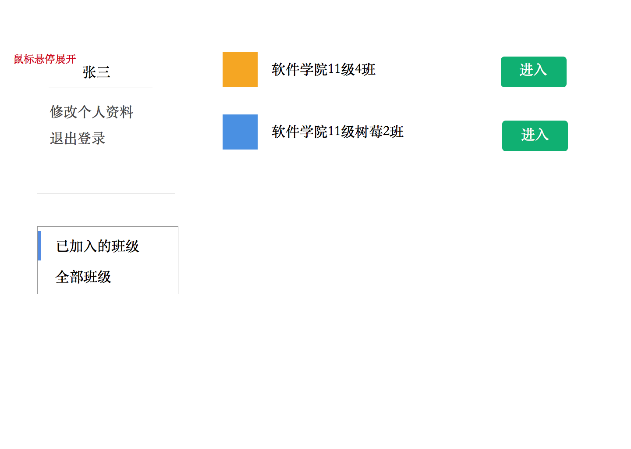 鼠标悬停展开
张三
修改个人资料
退出登录
已加入的班级
全部班级
软件学院11级4班
进入
软件学院11级树莓2班
进入